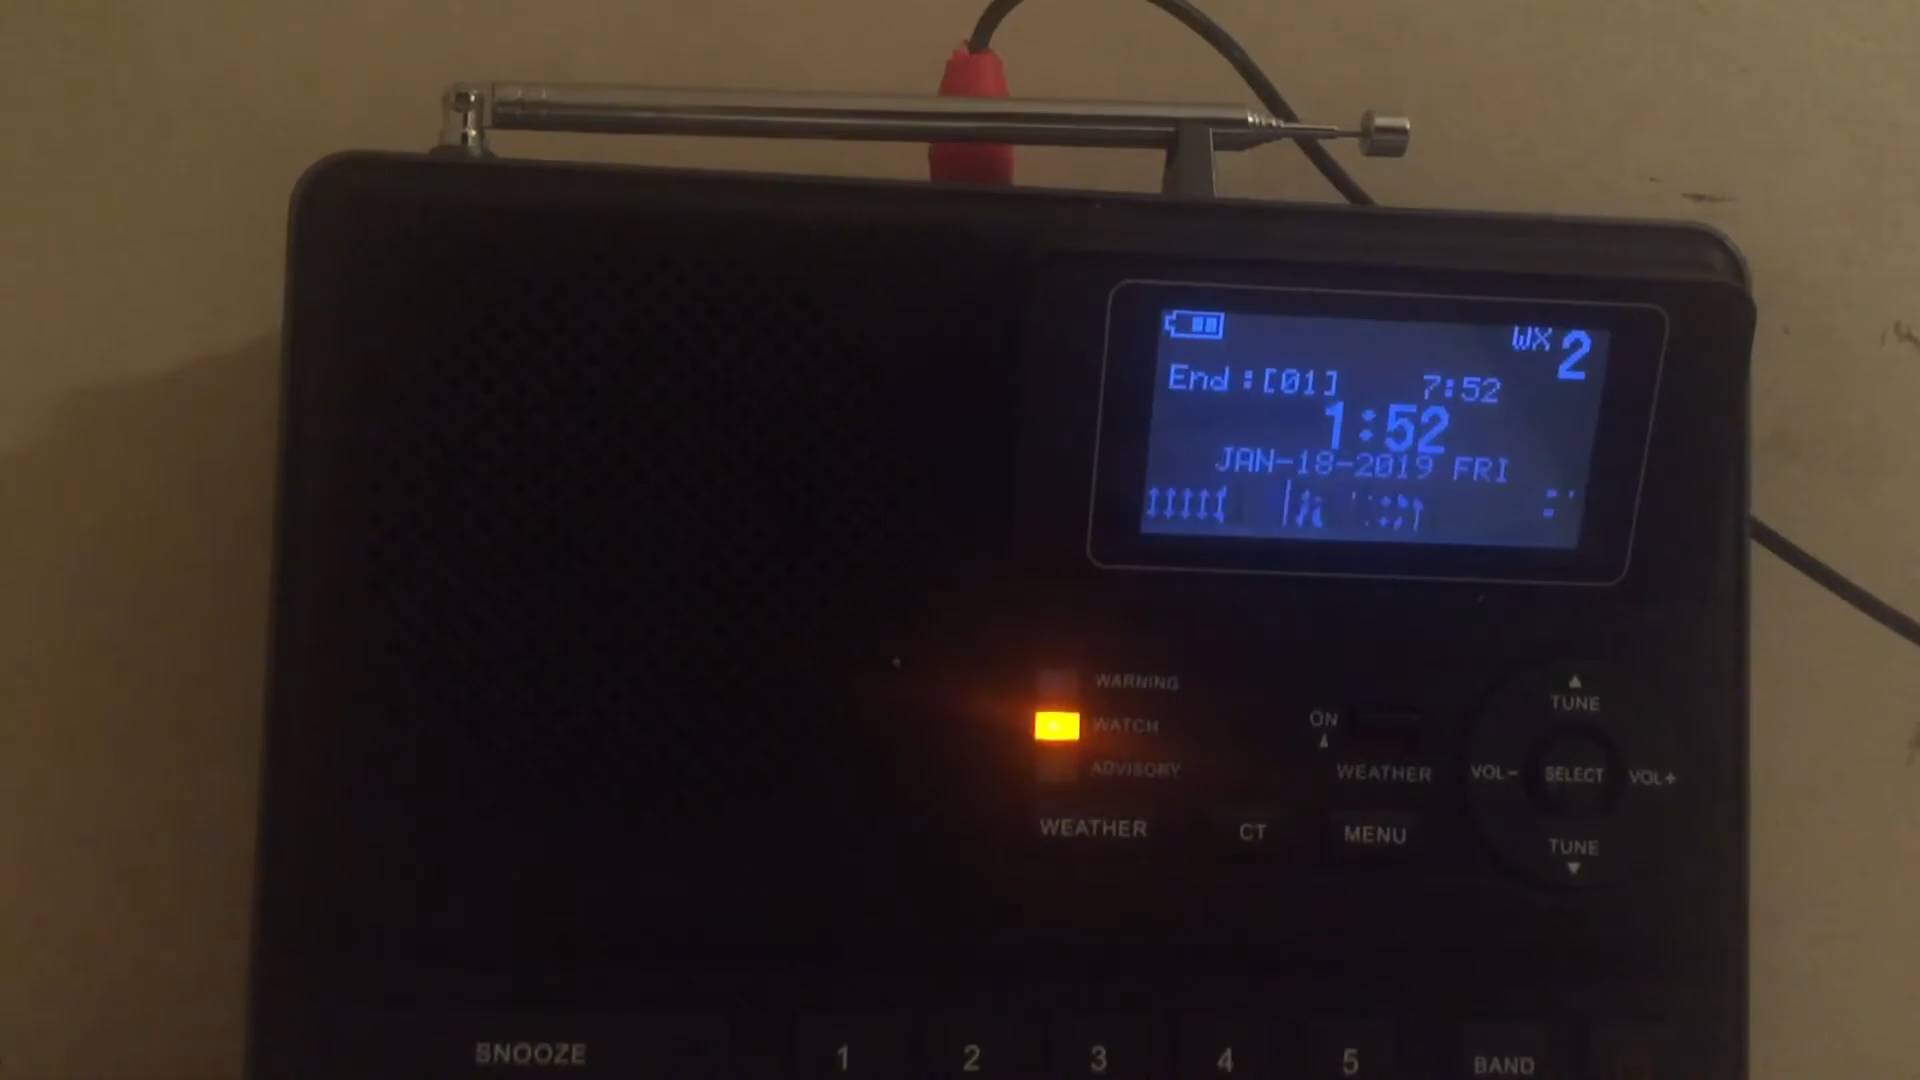 WX 2
End :[01] 7:52
1:52
JAN-18-2019 FRI
WARNING
WATCH
ADVISORY
ON
WEATHER
TUNE
VOL-
SELECT
VOL+
TUNE
WEATHER
CT
MENU
SNOOZE
1
2
3
4
5
BAND